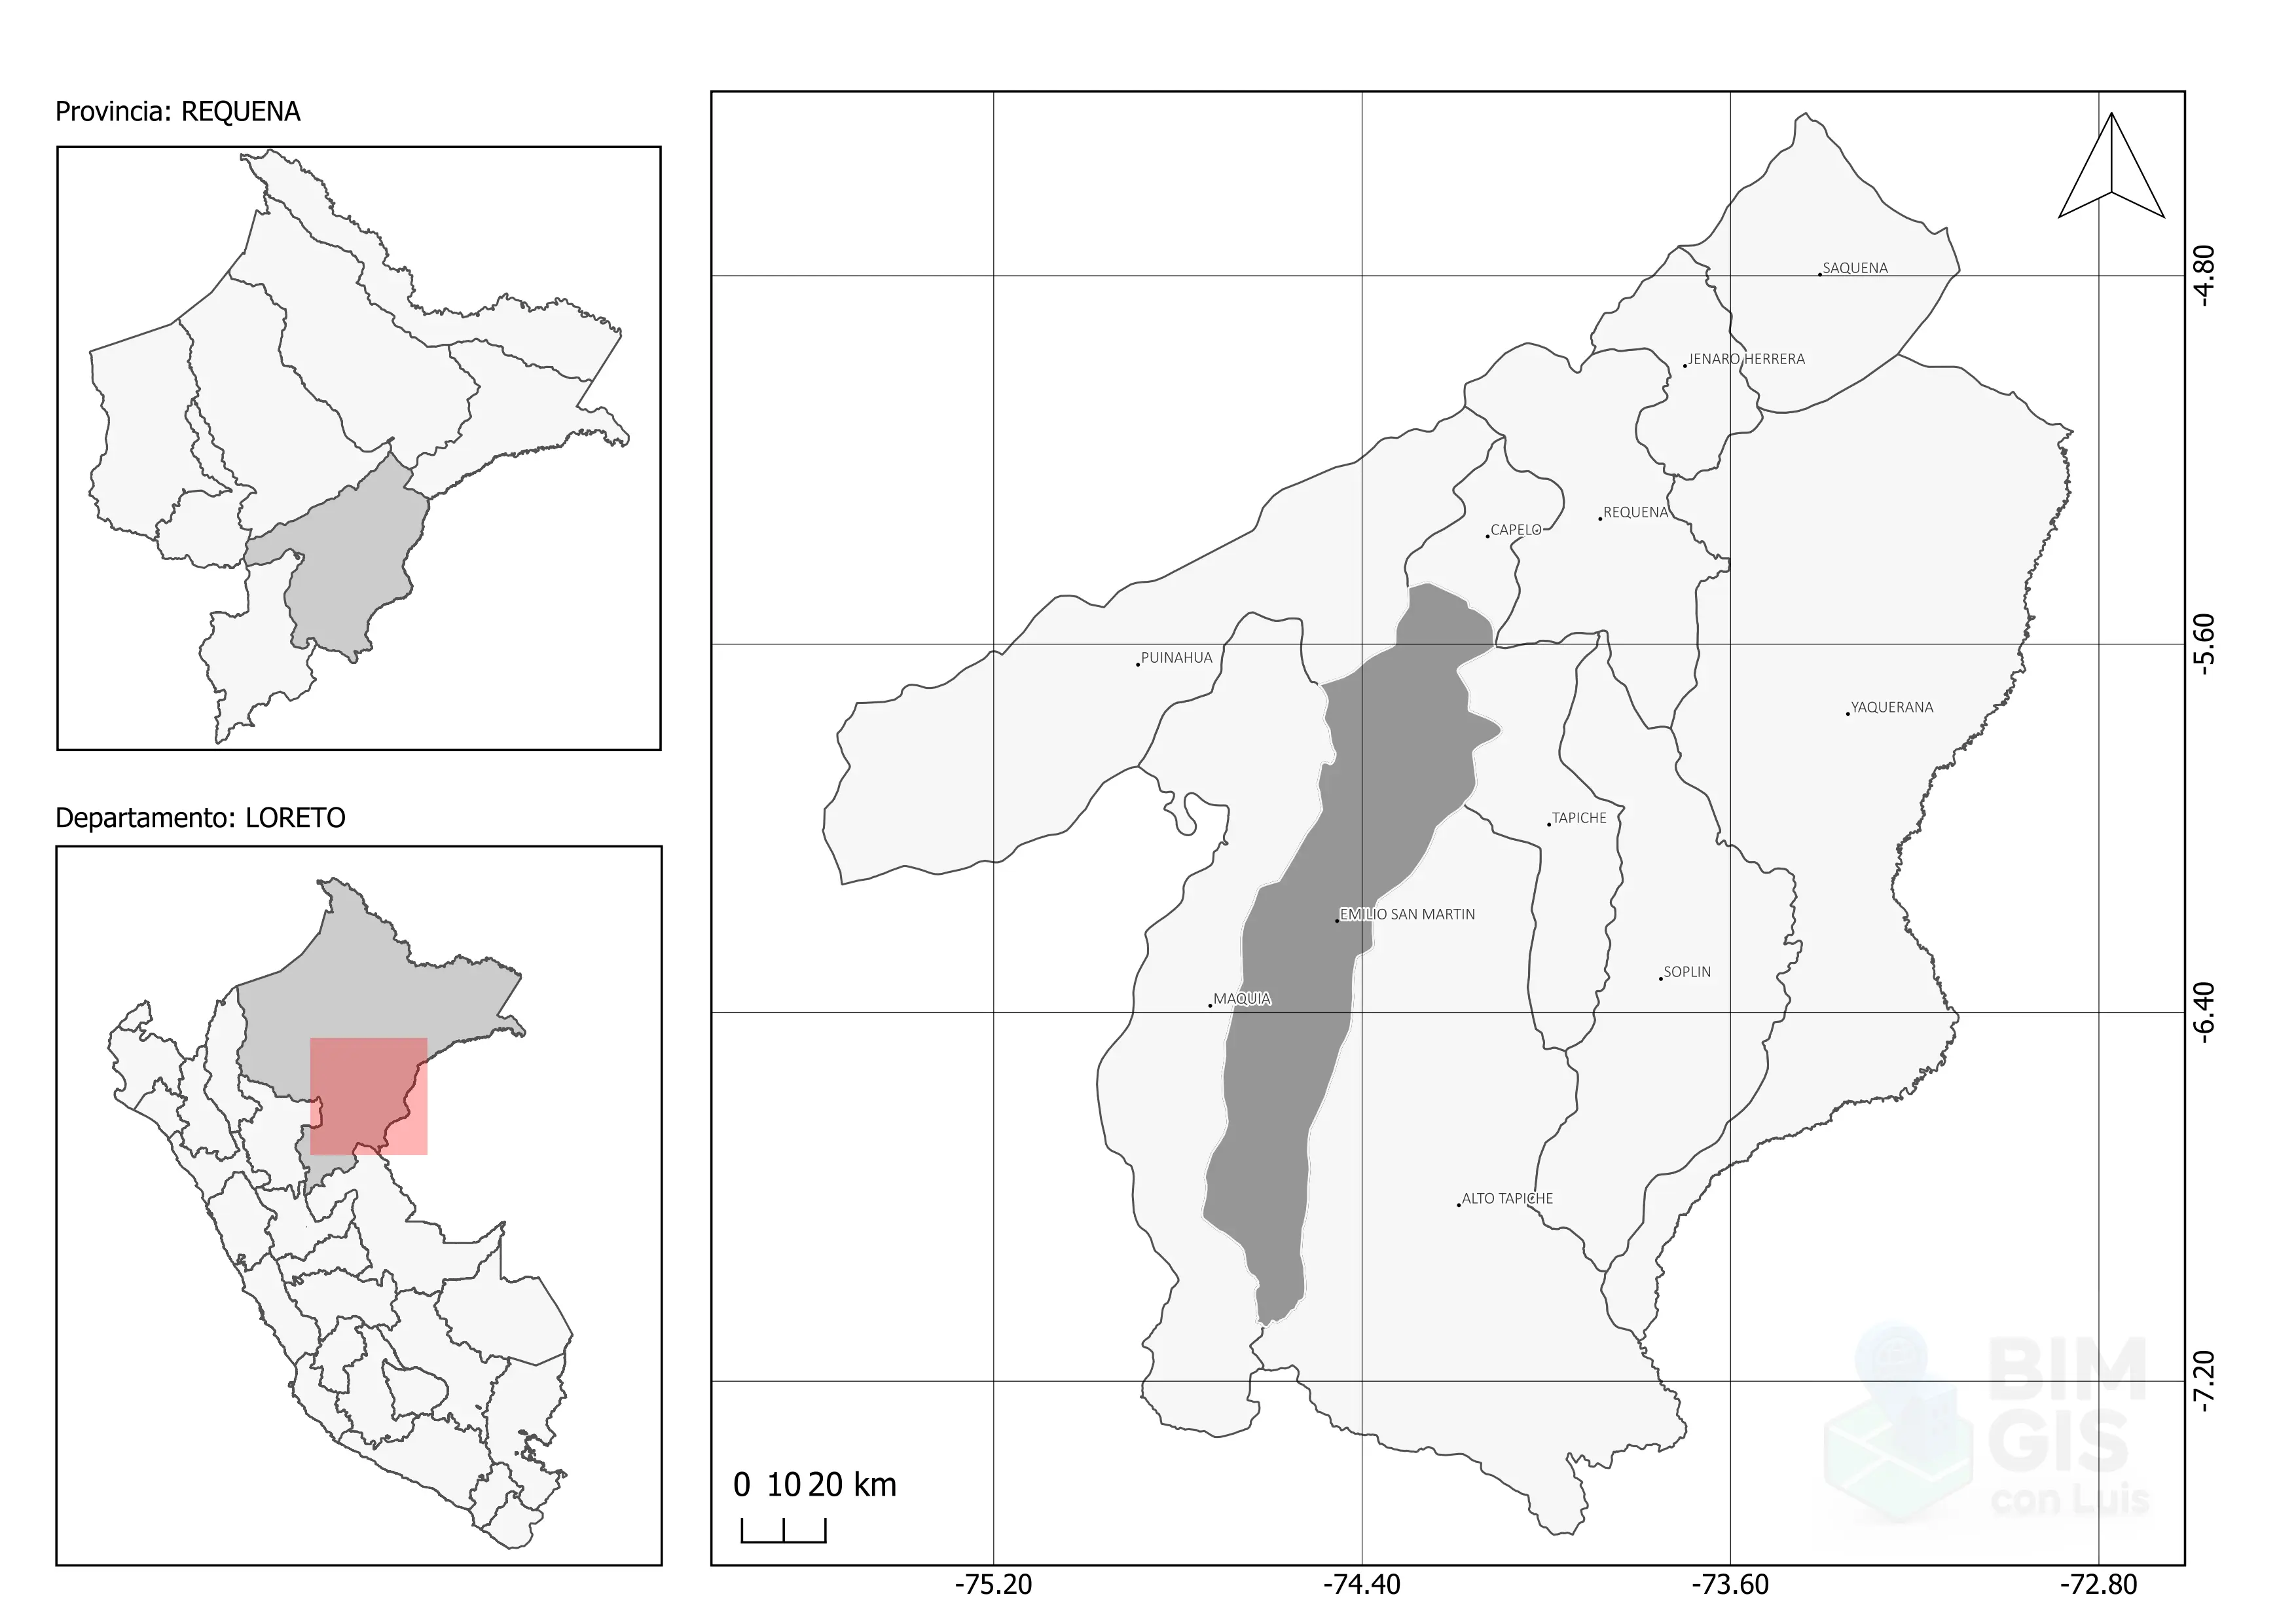 Provincia: REQUENA
Departamento: LORETO
SAQUENA
JENARO HERRERA
REQUENA
CAPELO
PUINAHUA
YAQUERANA
TAPICHE
EMILIO SAN MARTIN
SOPLIN
MAQUIA
ALTO TAPICHE
-4.80
-5.60
-6.40
-7.20
BIM
GIS
con Luis
0 10 20 km
-75.20 -74.40 -73.60 -72.80